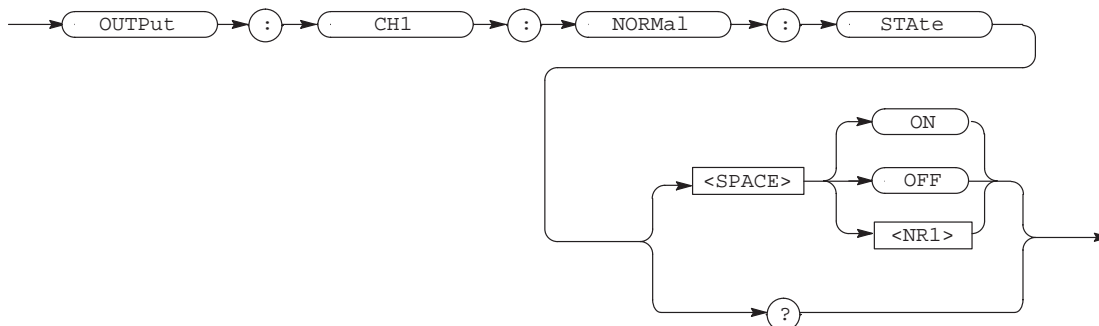 OUTPut : CH1 : NORMal : STAte
<SPACE> ON
OFF
<NR1>
?